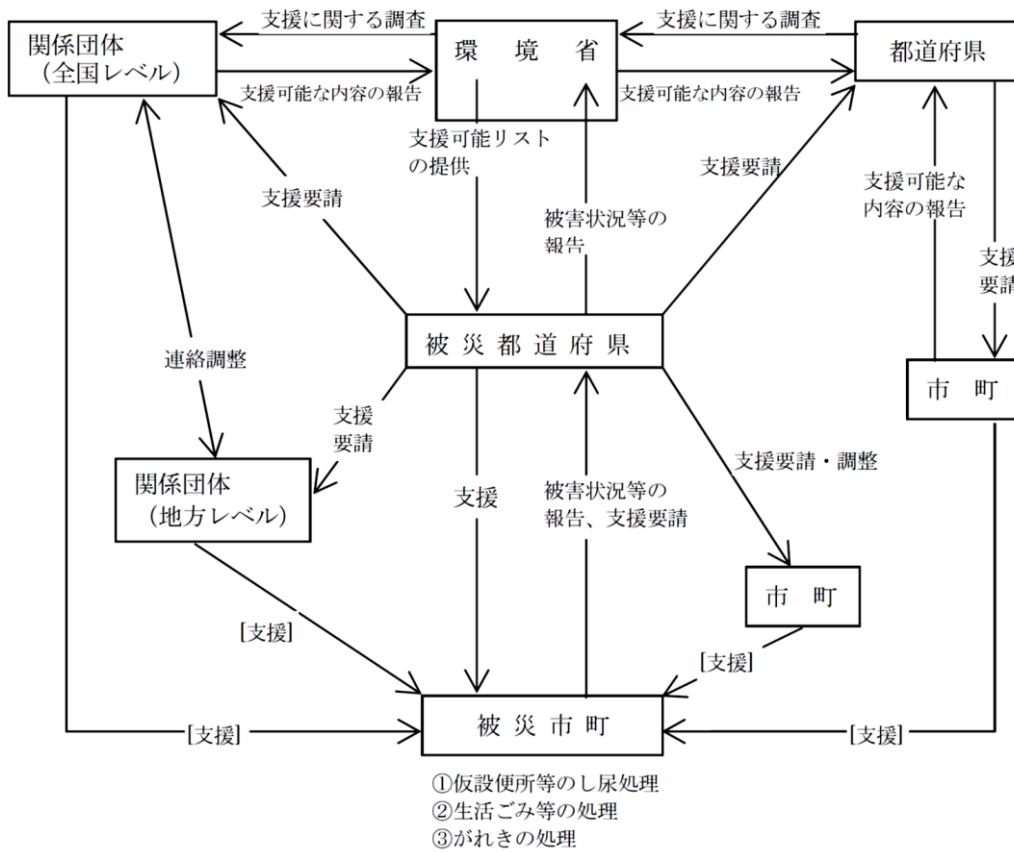 支援に関する調査
支援に関する調査
関係団体
（全国レベル）
環　境　省
都道府県
支援可能な内容の報告
支援可能な内容の報告
支援可能リスト
の提供
支援要請
被害状況等の
報告
支援要請
支援可能な
内容の報告
支援
要請
被災都道府県
連絡調整
市　町
支援
要請
関係団体
（地方レベル）
支援
被害状況等の
報告、支援要請
支援要請・調整
市　町
[支援]
[支援]
[支援]
被災市町
[支援]
①仮設便所等のし尿処理
②生活ごみ等の処理
③がれきの処理